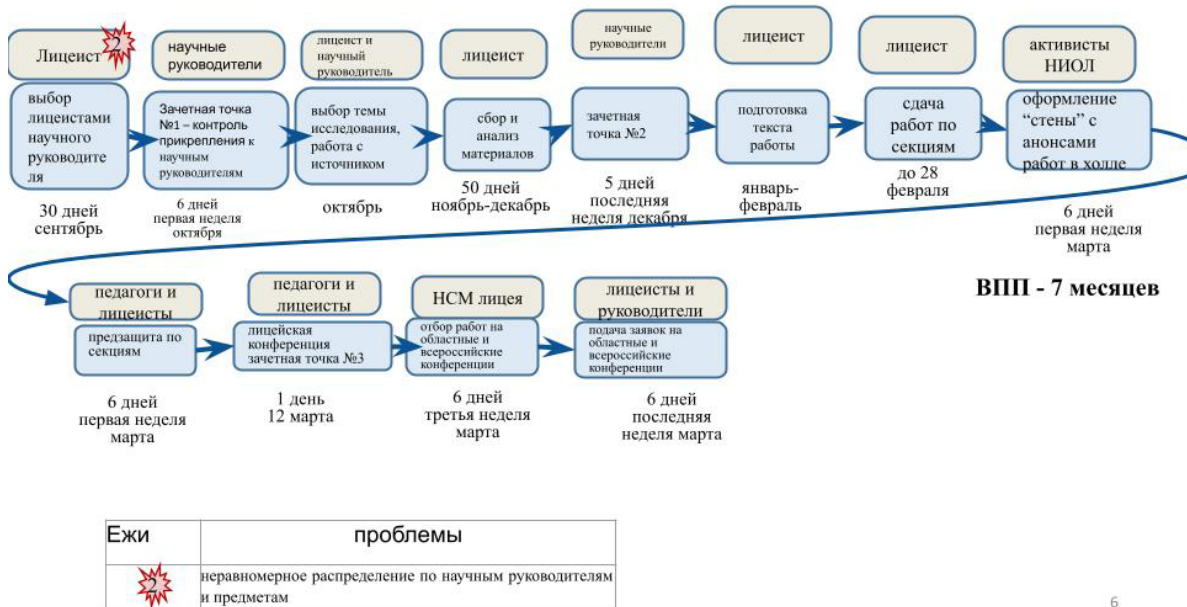 Лицеист
2
выбор
лицеистами
научного
руководите
ля
30 дней
сентябрь
научные
руководители
Зачетная точка
№1 – контроль
прикрепления к
научным
руководителям
6 дней
первая неделя
октября
лицеист и
научный
руководитель
выбор темы
исследования,
работа с
источником
октябрь
лицеист
сбор и
анализ
материалов
50 дней
ноябрь-декабрь
научные
руководители
зачетная
точка №2
5 дней
последняя
неделя декабря
лицеист
подготовка
текста
работы
январь-
февраль
лицеист
сдача
работ по
секциям
до 28
февраля
активисты
НИОЛ
оформление
“стены” с
анонсами
работ в холле
6 дней
первая неделя
марта
ВПП - 7 месяцев
педагоги и
лицеисты
предзащита по
секциям
6 дней
первая неделя
марта
педагоги и
лицеисты
лицейская
конференция
зачетная точка №3
1 день
12 марта
НСМ лицея
отбор работ на
областные и
всероссийские
конференции
6 дней
третья неделя
марта
лицеисты и
руководители
подача заявок на
областные и
всероссийские
конференции
6 дней
последняя
неделя марта
Ежи проблемы
2 неравномерное распределение по научным руководителям
и предметам
6